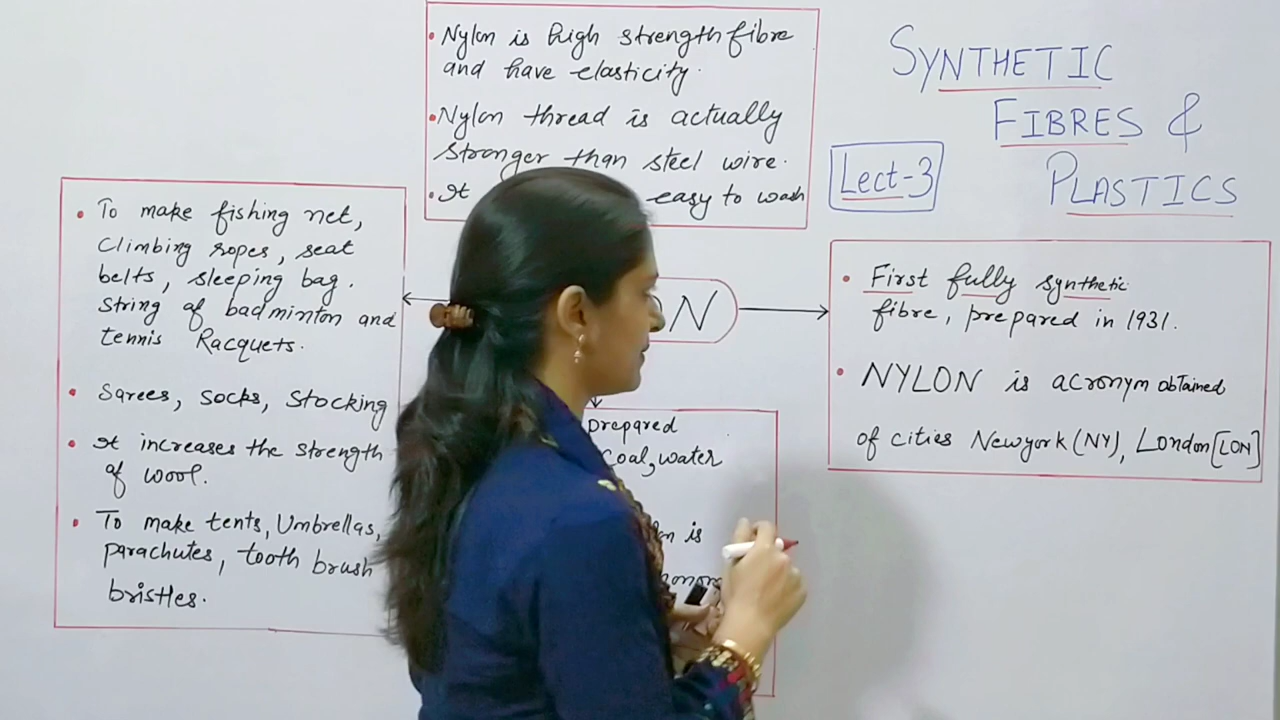 SYNTHETIC
FIBRES &
PLASTICS
Lect-3
• Nylon is high strength fibre
and have elasticity.
• Nylon thread is actually
stronger than steel wire.
• It easy to wash
• To make fishing net,
Climbing ropes, seat
belts, sleeping bag.
string of badminton and
tennis Racquets.
• Sarees, socks, Stocking
• It increases the strength
of wool.
• To make tents, Umbrellas,
parachutes, tooth brush
bristles.
ON
• First fully synthetic
fibre, prepared in 1931.
• NYLON is acronym obtained
of cities Newyork (NY), London [LON]
prepared
coal, water
is